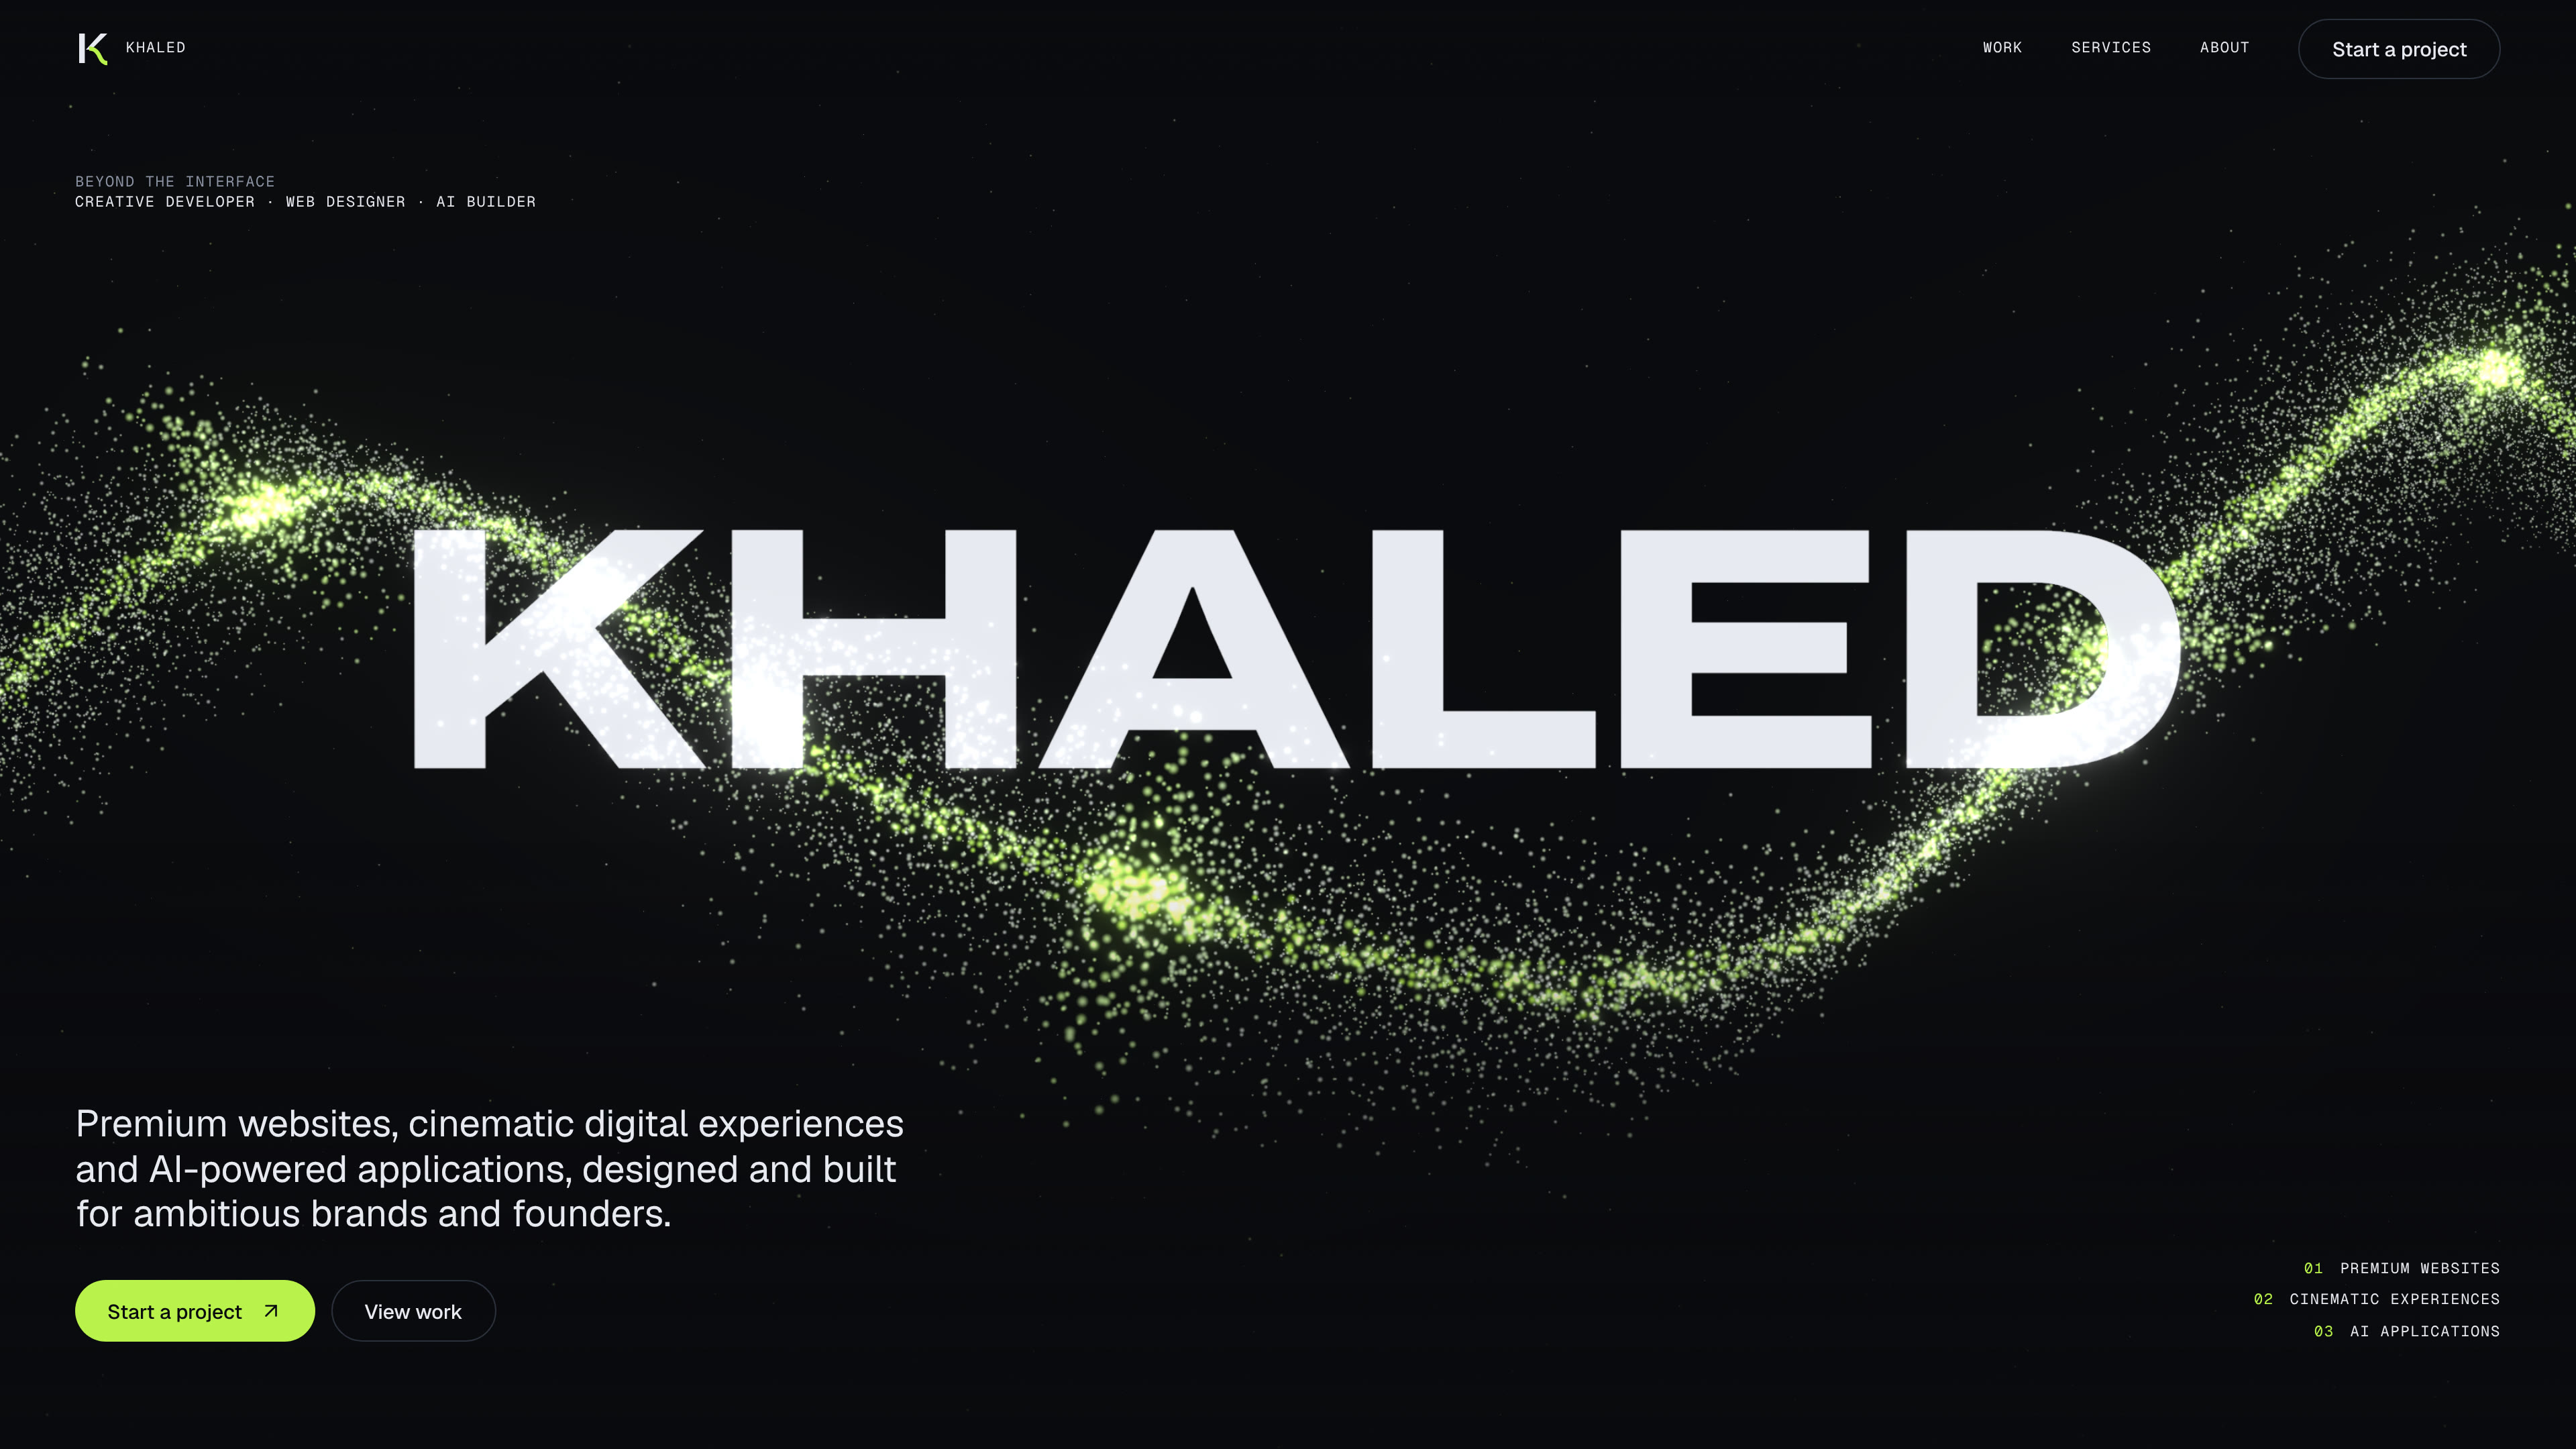 KHALED
WORK
SERVICES
ABOUT
Start a project
BEYOND THE INTERFACE
CREATIVE DEVELOPER · WEB DESIGNER · AI BUILDER
KHALED
Premium websites, cinematic digital experiences
and AI-powered applications, designed and built
for ambitious brands and founders.
Start a project
View work
01 PREMIUM WEBSITES
02 CINEMATIC EXPERIENCES
03 AI APPLICATIONS